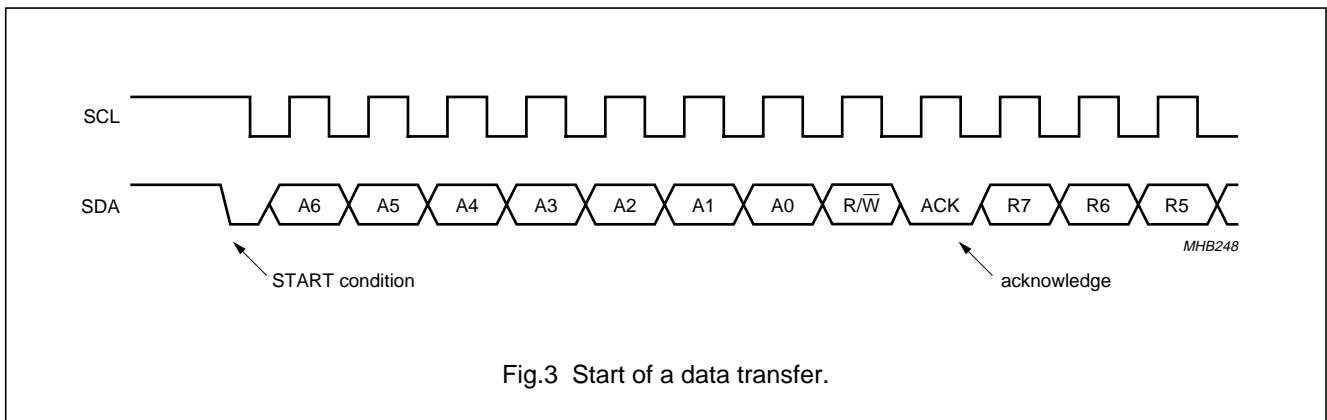 SCL
SDA A6 A5 A4 A3 A2 A1 A0 R/W̅ ACK R7 R6 R5
MHB248
START condition acknowledge
Fig.3 Start of a data transfer.